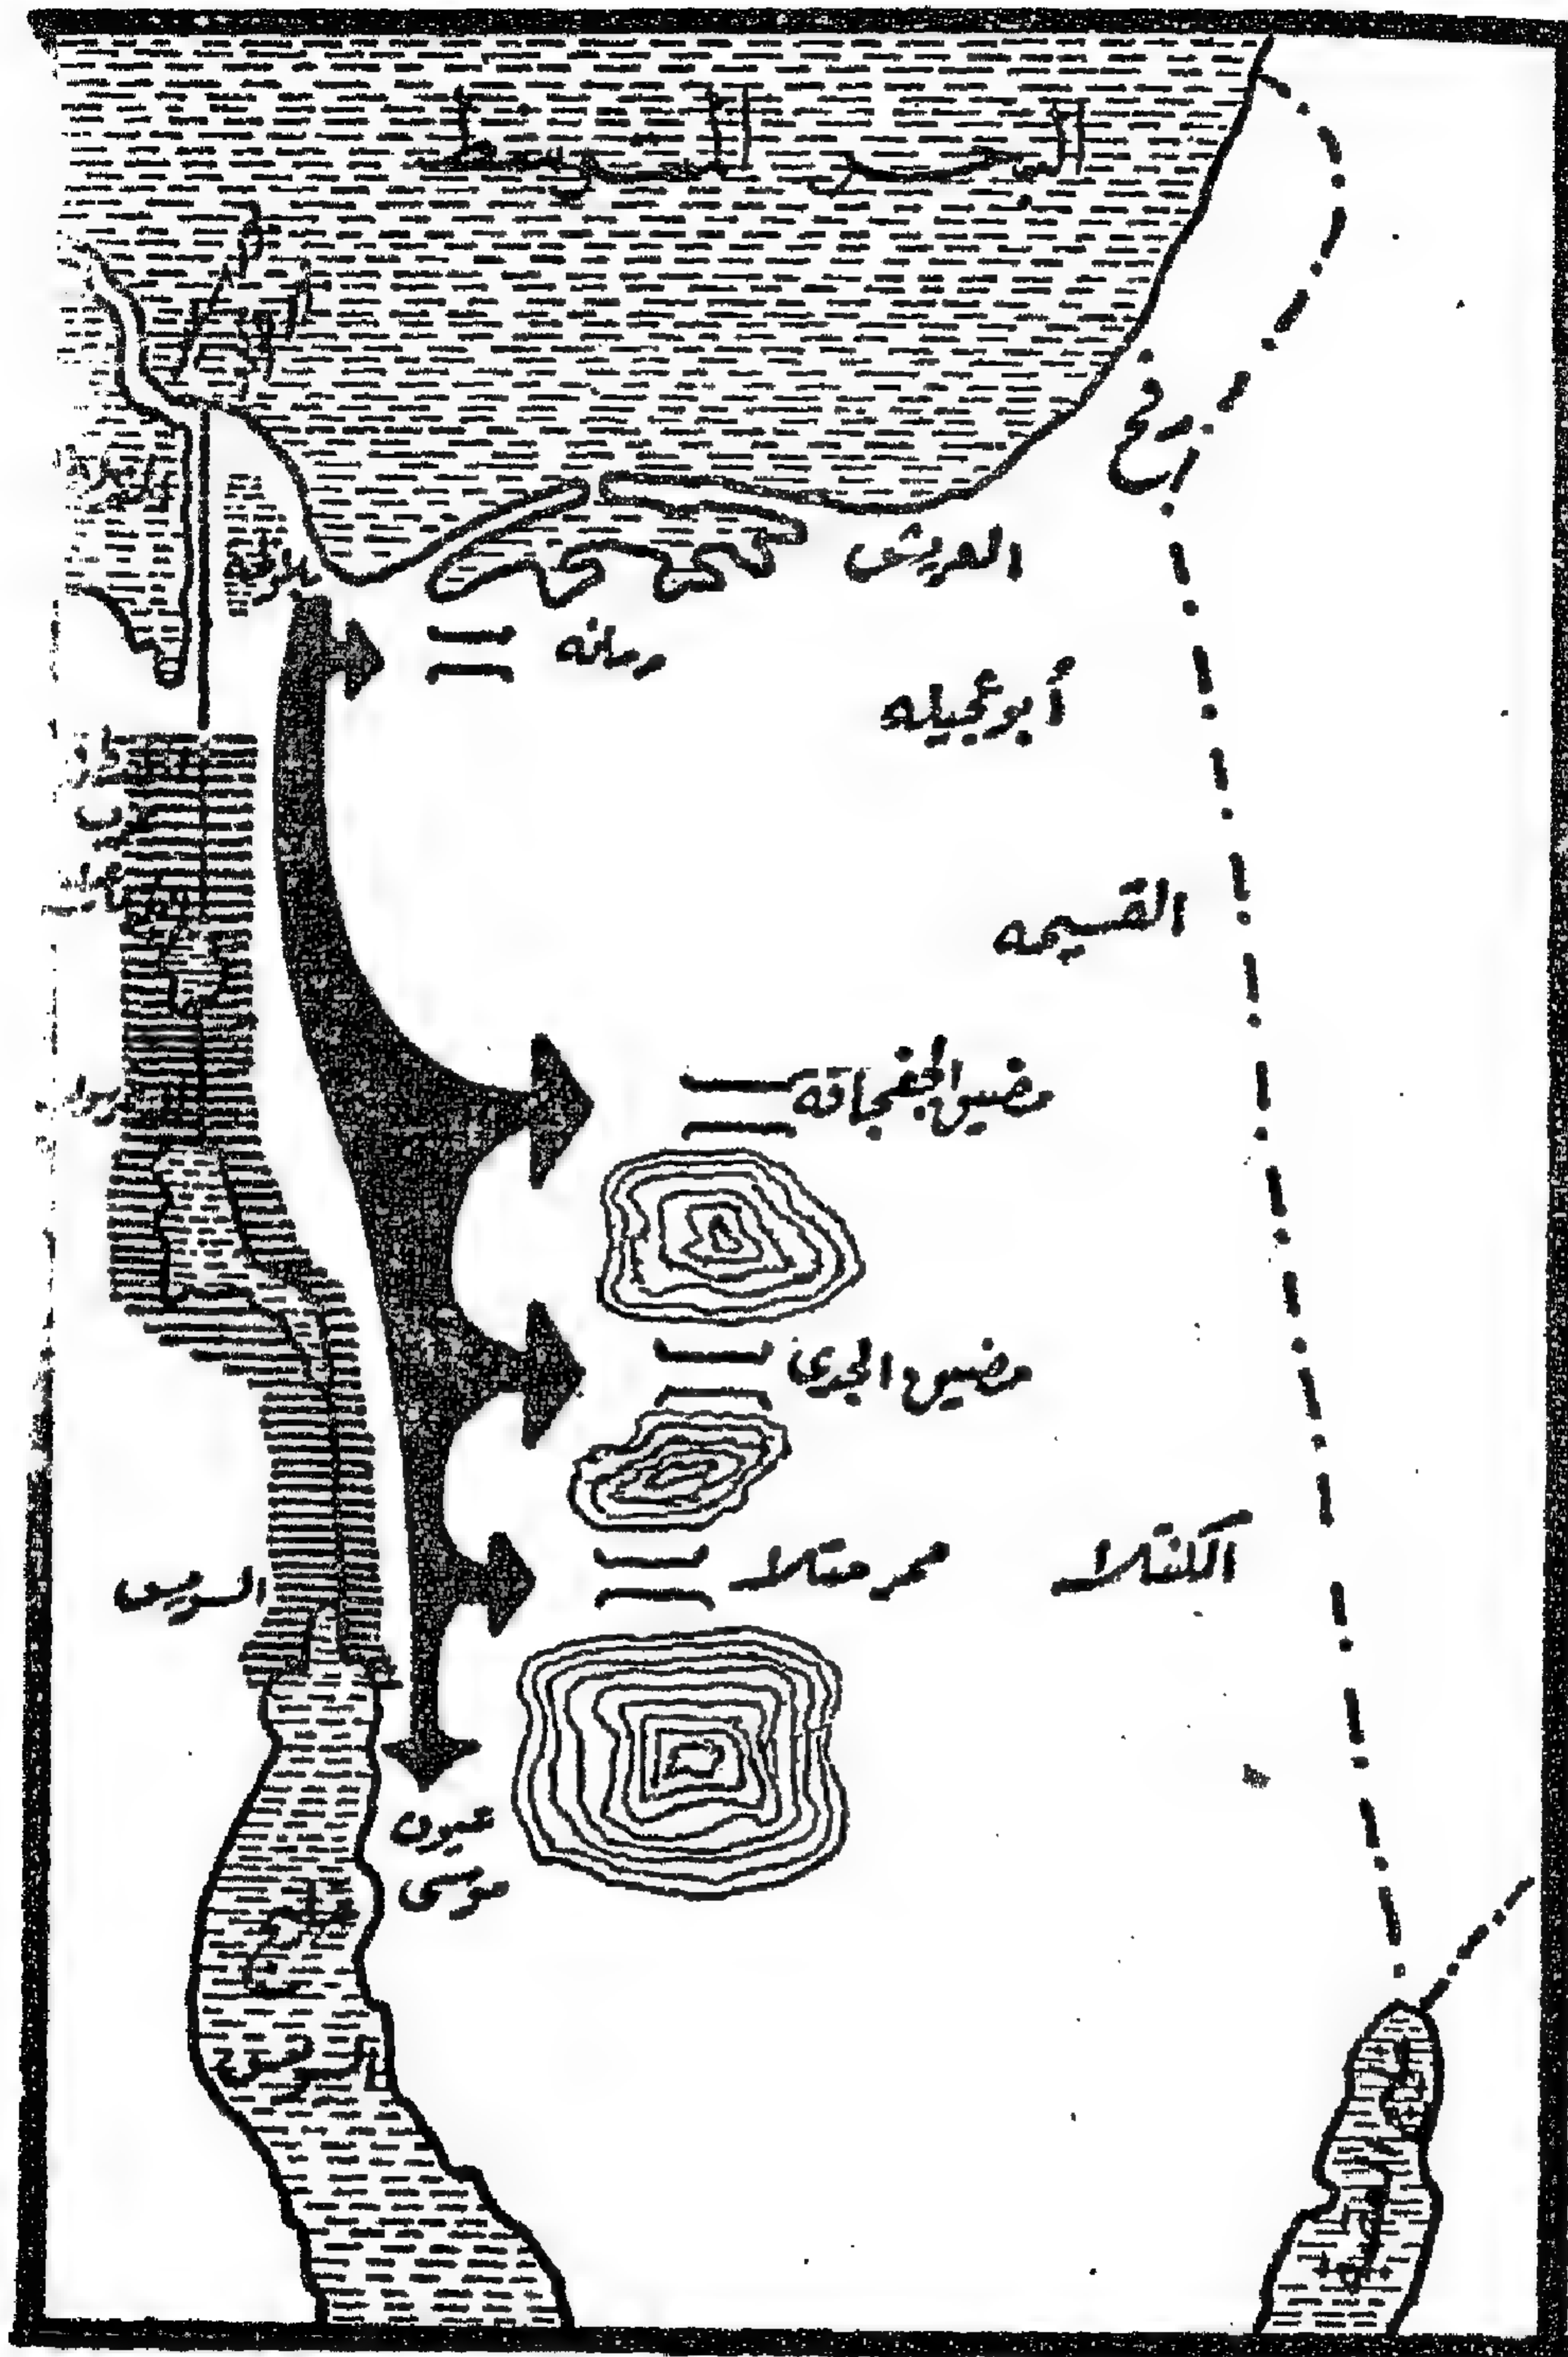 البحر المتوسط
رفح
العريش
رمانه
أبو عجيله
القسيمه
مضيق الجفجافة
مضيق الجدى
ممر متلا
الكنتلا
السويس
عيون
موسى
خليج
السويس